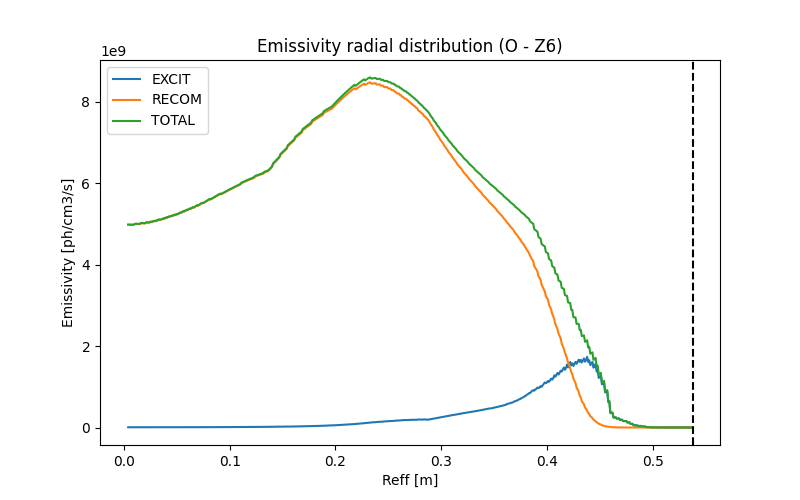 Emissivity radial distribution (O - Z6)
1e9
EXCIT
RECOM
TOTAL
8
6
4
2
0
Emissivity [ph/cm3/s]
0.0 0.1 0.2 0.3 0.4 0.5
Reff [m]